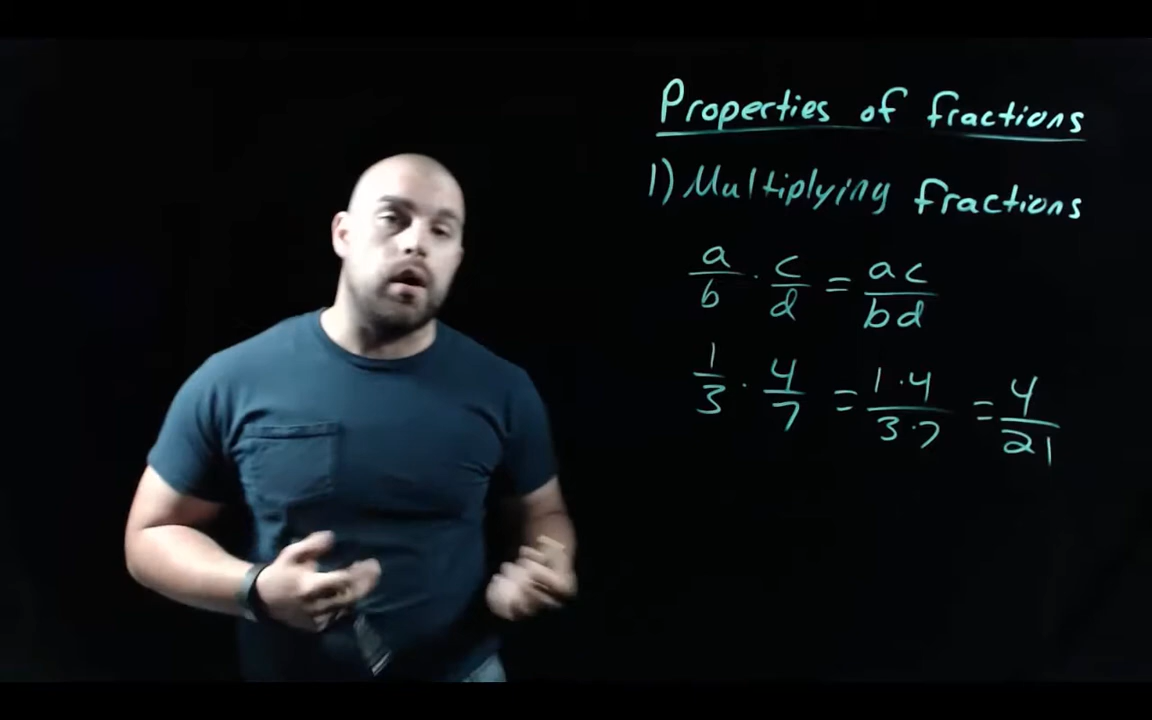 Properties of fractions
1) Multiplying fractions
a/b · c/d = ac/bd
1/3 · 4/7 = 1·4/3·7 = 4/21